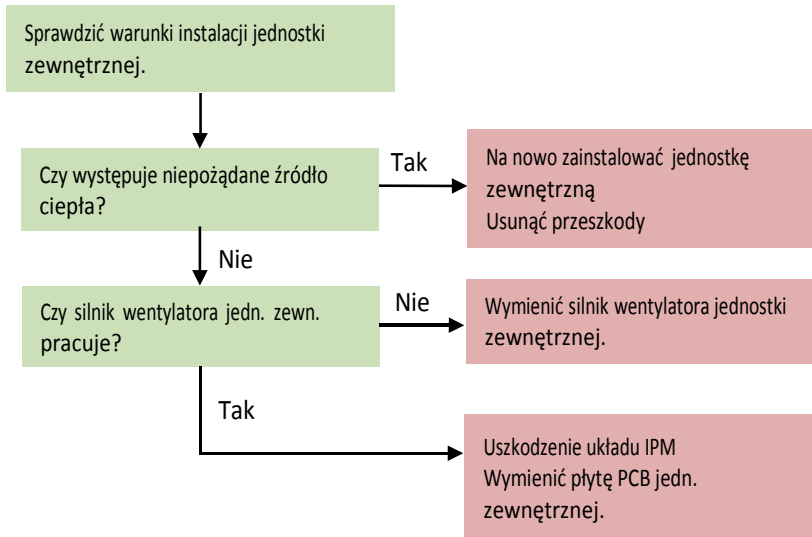 Sprawdzić warunki instalacji jednostki
zewnętrznej.
Czy występuje niepożądane źródło
ciepła?
Tak
Na nowo zainstalować jednostkę
zewnętrzną
Usunąć przeszkody
Nie
Czy silnik wentylatora jedn. zewn.
pracuje?
Nie
Wymienić silnik wentylatora jednostki
zewnętrznej.
Tak
Uszkodzenie układu IPM
Wymienić płytę PCB jedn.
zewnętrznej.